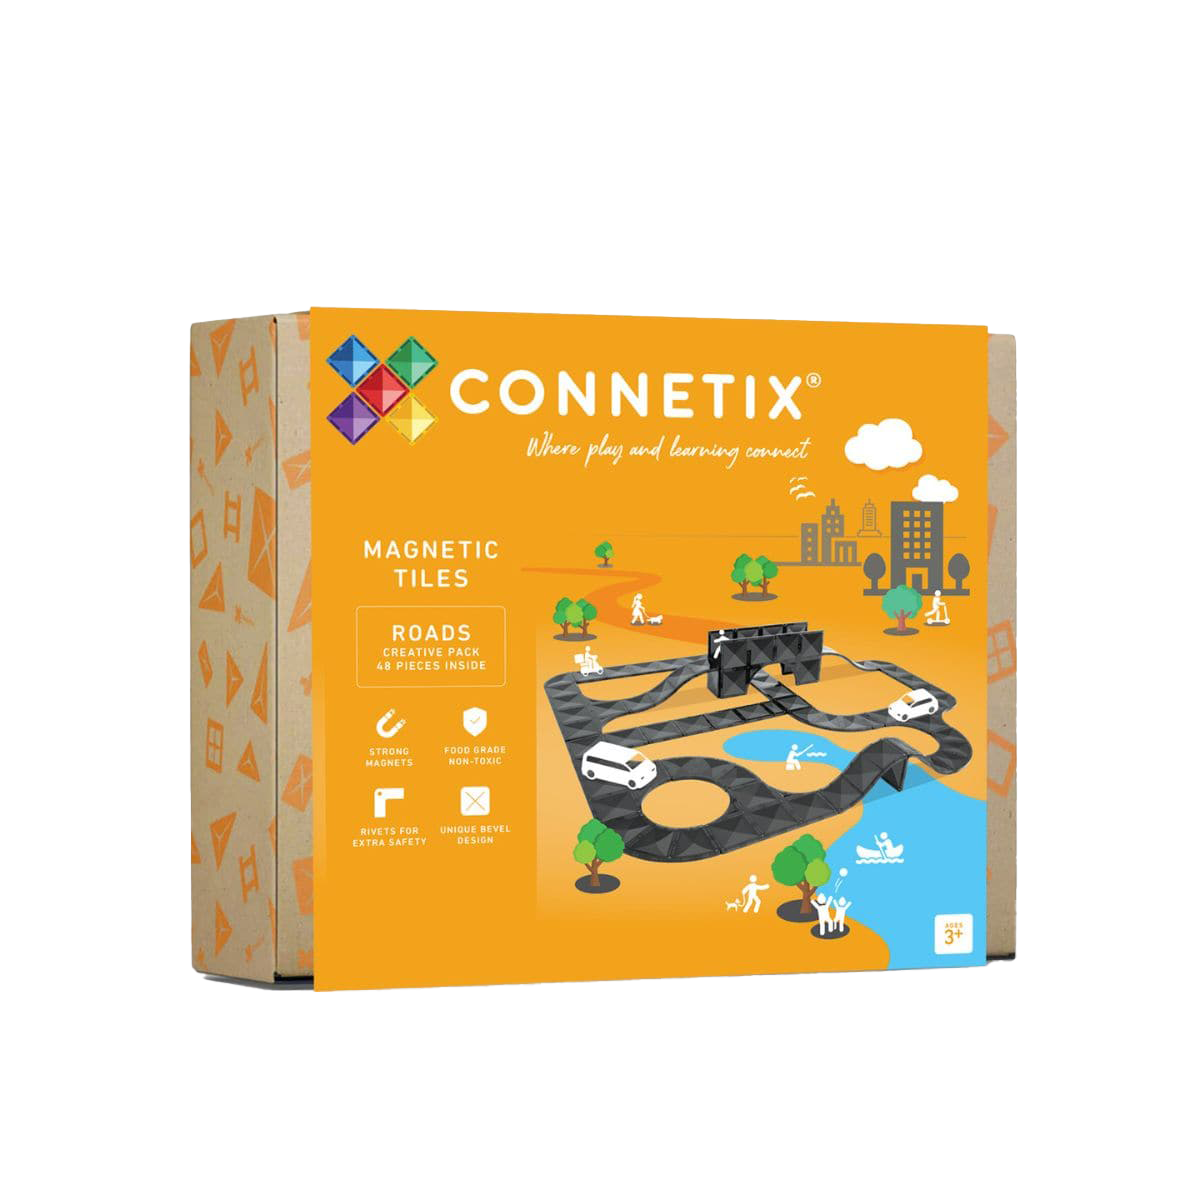 CONNETIX®
Where play and learning connect
MAGNETIC
TILES
ROADS
CREATIVE PACK
48 PIECES INSIDE
STRONG
MAGNETS
FOOD GRADE
NON-TOXIC
RIVETS FOR
EXTRA SAFETY
UNIQUE BEVEL
DESIGN
AGES
3+